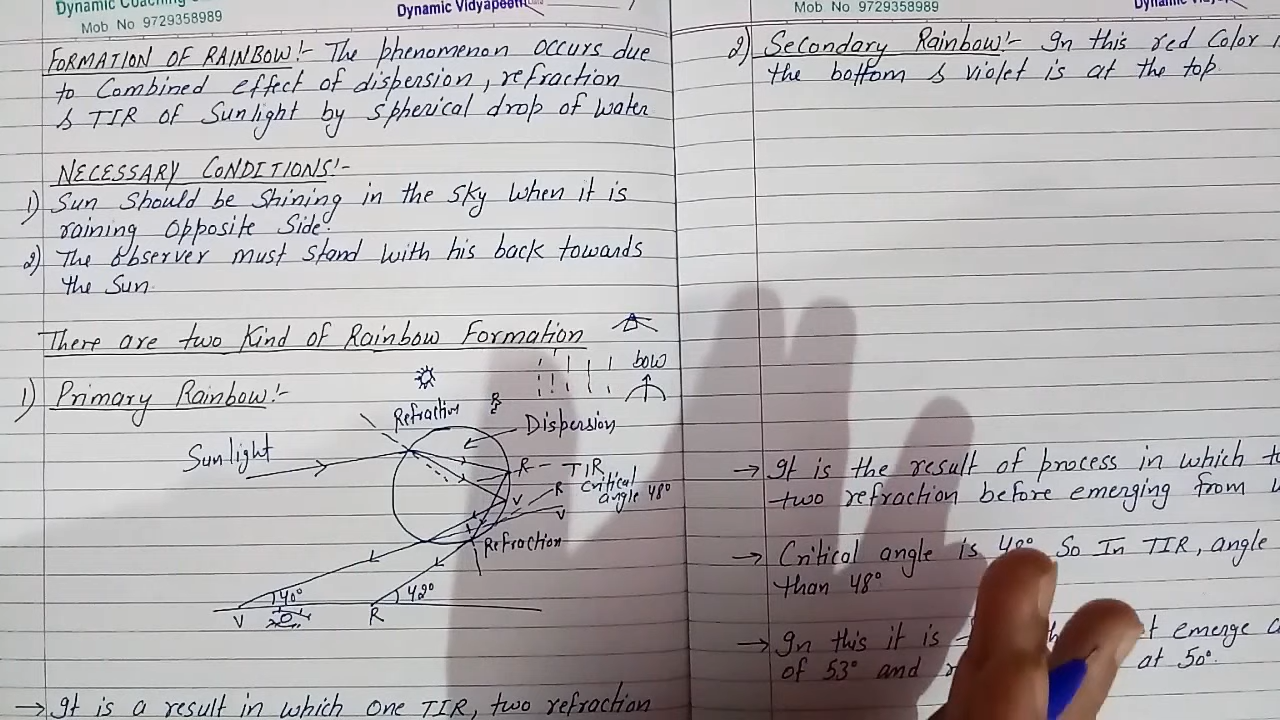 Dynamic Coaching
Mob No 9729358989
Dynamic Vidyapeeth
FORMATION OF RAINBOW!- The phenomenon occurs due
to Combined effect of dispersion, refraction
& TIR of Sunlight by Spherical drop of water
NECESSARY CONDITIONS!-
1) Sun Should be Shining in the sky when it is
raining opposite side.
2) The observer must stand with his back towards
the Sun.
There are two Kind of Rainbow Formation
bow
1) Primary Rainbow!-
Refraction
Dispersion
Sunlight
R - TIR
R Critical
angle 48°
V
V
Refraction
40°
42°
V
R
→ It is a result in which one TIR, two refraction
Mob No 9729358989
Dynamic
2) Secondary Rainbow!- In this red Color
the bottom & violet is at the top
→ It is the result of process in which
two refraction before emerging from
→ Critical angle is 48° So In TIR, angle
than 48°
→ In this it is emerge
of 53° and at 50°.